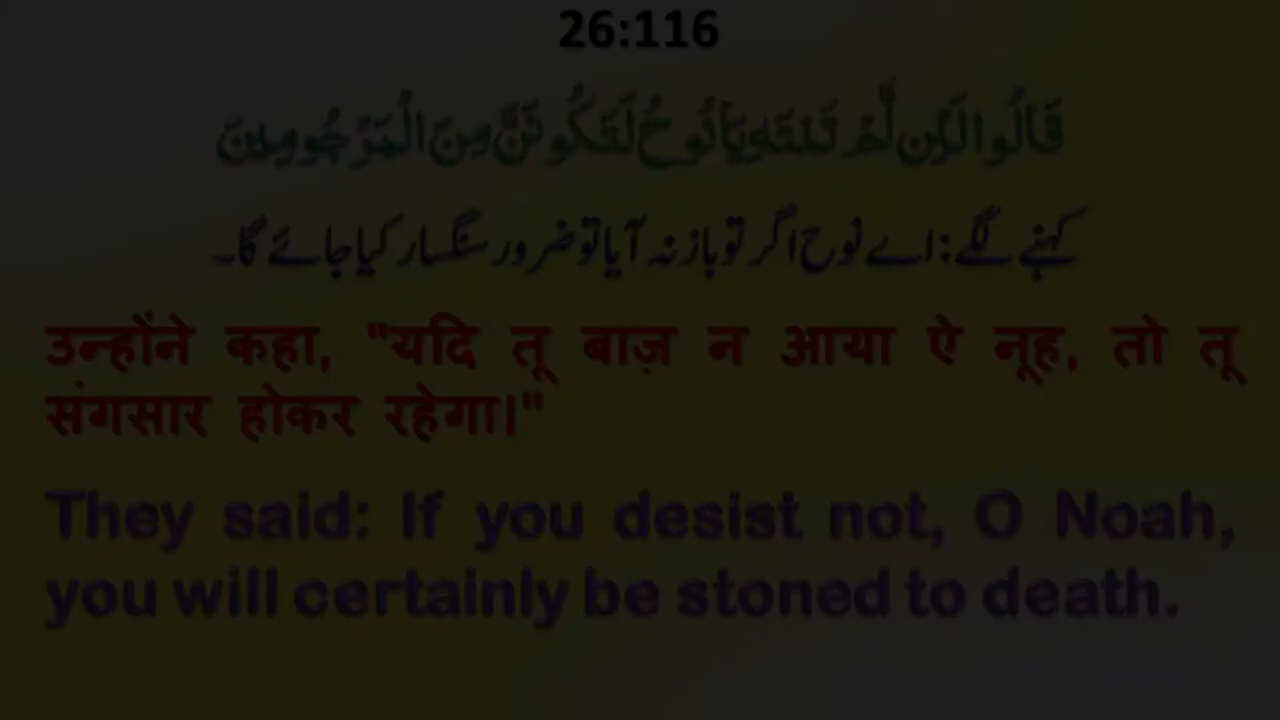 26:116
قَالُوا لَئِن لَّمْ تَنتَهِ يَا نُوحُ لَتَكُونَنَّ مِنَ الْمَرْجُومِينَ
کہنے لگے: اے نوح اگر تو باز نہ آیا تو ضرور سنگسار کیا جائے گا۔
उन्होंने कहा, "यदि तू बाज़ न आया ऐ नूह, तो तू
संगसार होकर रहेगा।"
They said: If you desist not, O Noah,
you will certainly be stoned to death.